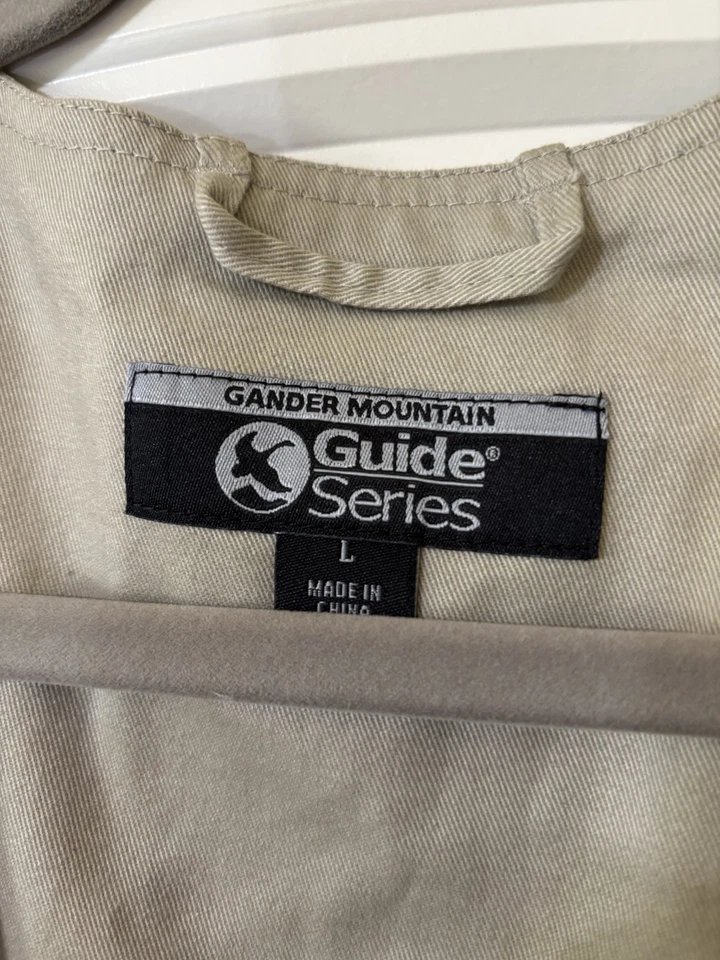 GANDER MOUNTAIN
Guide®
Series
L
MADE IN
CHINA